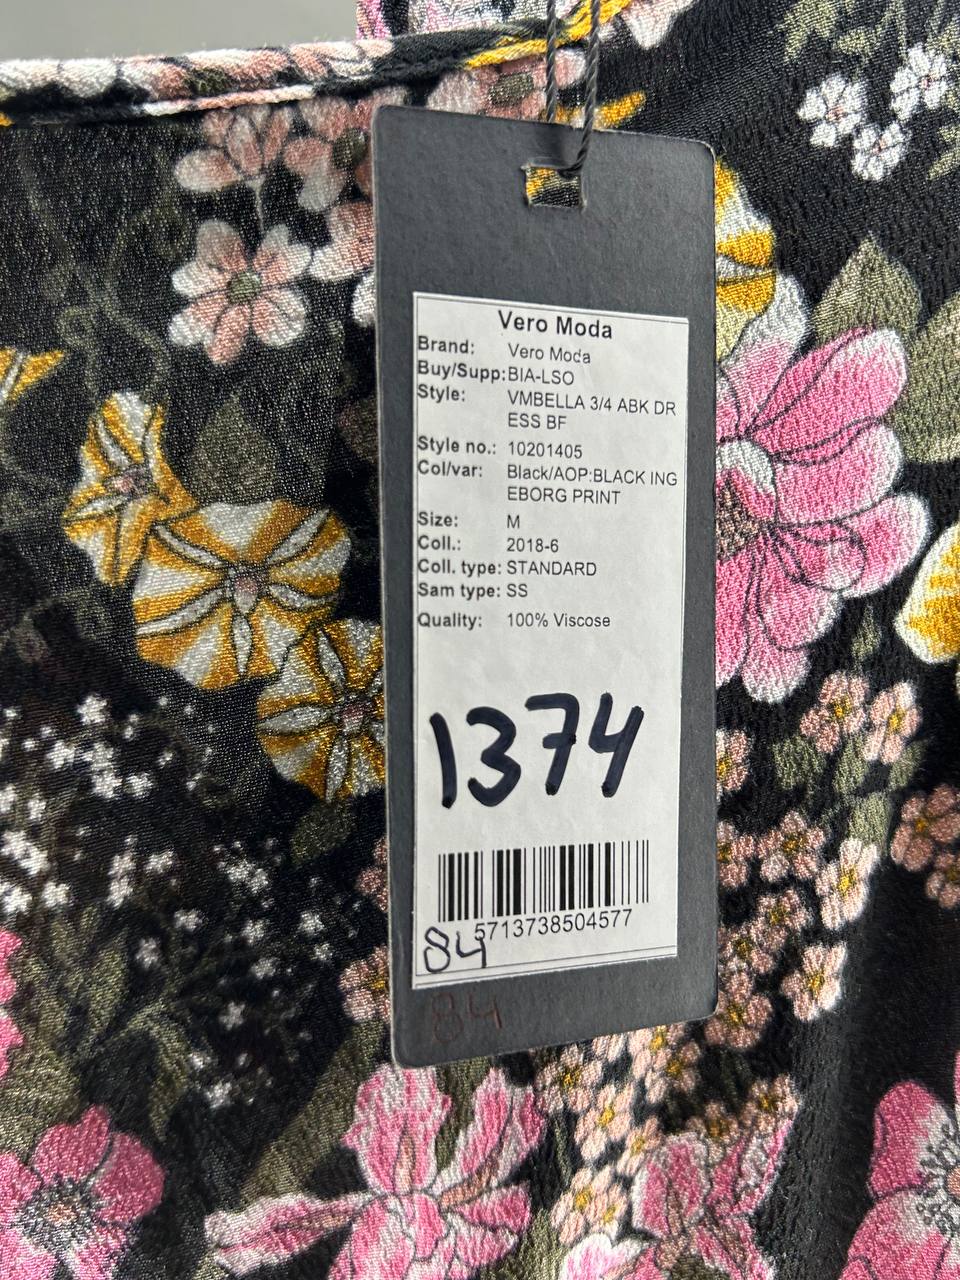 Vero Moda
Brand: Vero Moda
Buy/Supp: BIA-LSO
Style: VMBELLA 3/4 ABK DR
ESS BF
Style no.: 10201405
Col/var: Black/AOP:BLACK ING
EBORG PRINT
Size: M
Coll.: 2018-6
Coll. type: STANDARD
Sam type: SS
Quality: 100% Viscose
1374
5713738504577
84
84